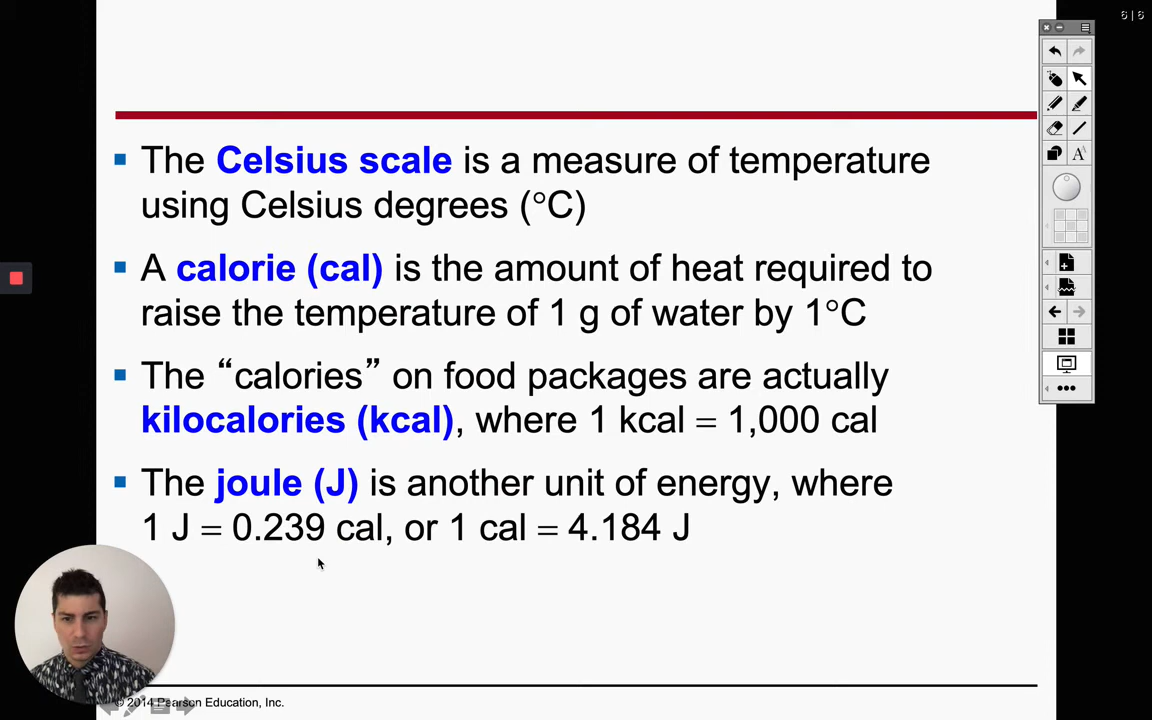 6 | 6
The Celsius scale is a measure of temperature
using Celsius degrees (°C)
A calorie (cal) is the amount of heat required to
raise the temperature of 1 g of water by 1°C
The “calories” on food packages are actually
kilocalories (kcal), where 1 kcal = 1,000 cal
The joule (J) is another unit of energy, where
1 J = 0.239 cal, or 1 cal = 4.184 J
© 2014 Pearson Education, Inc.